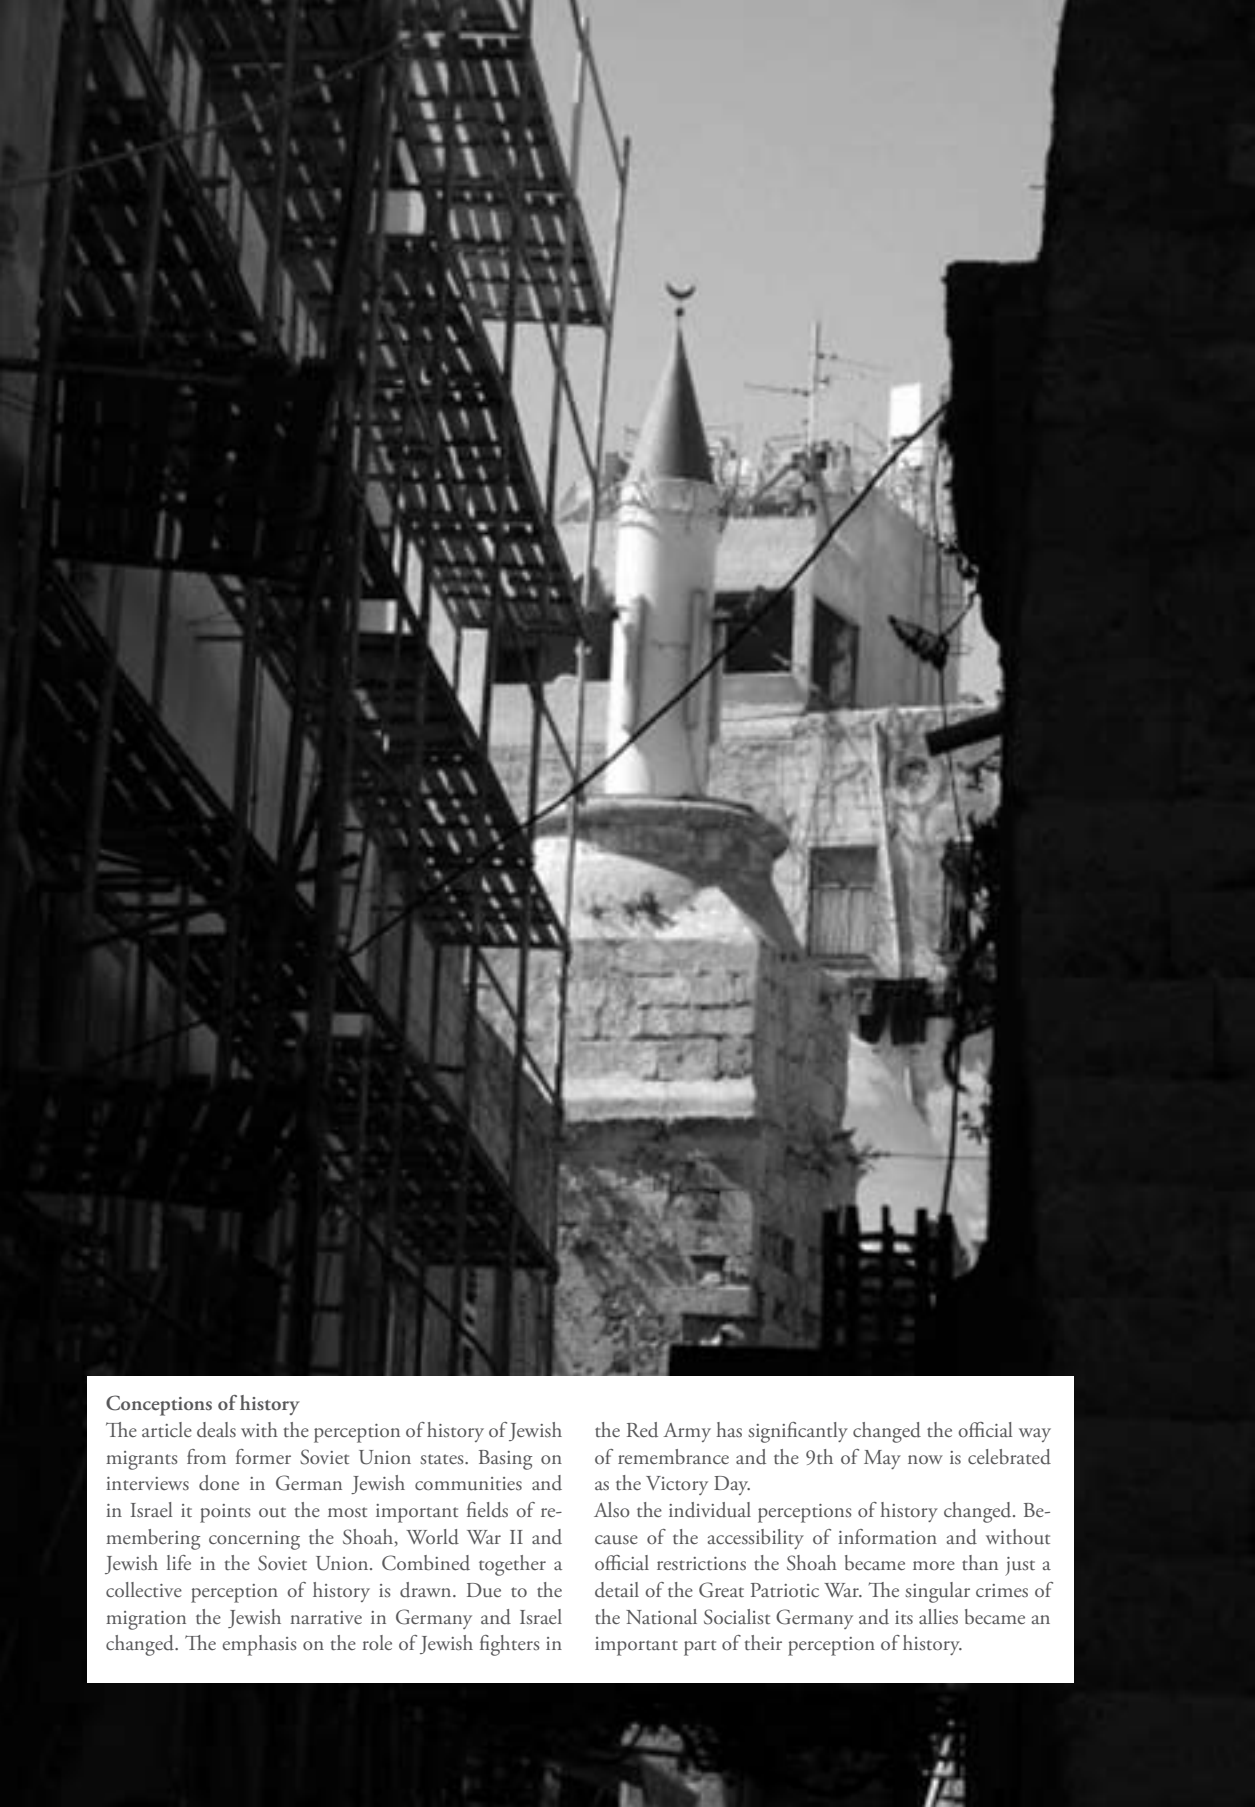 Conceptions of history
The article deals with the perception of history of Jewish
migrants from former Soviet Union states. Basing on
interviews done in German Jewish communities and
in Israel it points out the most important fields of re-
membering concerning the Shoah, World War II and
Jewish life in the Soviet Union. Combined together a
collective perception of history is drawn. Due to the
migration the Jewish narrative in Germany and Israel
changed. The emphasis on the role of Jewish fighters in
the Red Army has significantly changed the official way
of remembrance and the 9th of May now is celebrated
as the Victory Day.
Also the individual perceptions of history changed. Be-
cause of the accessibility of information and without
official restrictions the Shoah became more than just a
detail of the Great Patriotic War. The singular crimes of
the National Socialist Germany and its allies became an
important part of their perception of history.